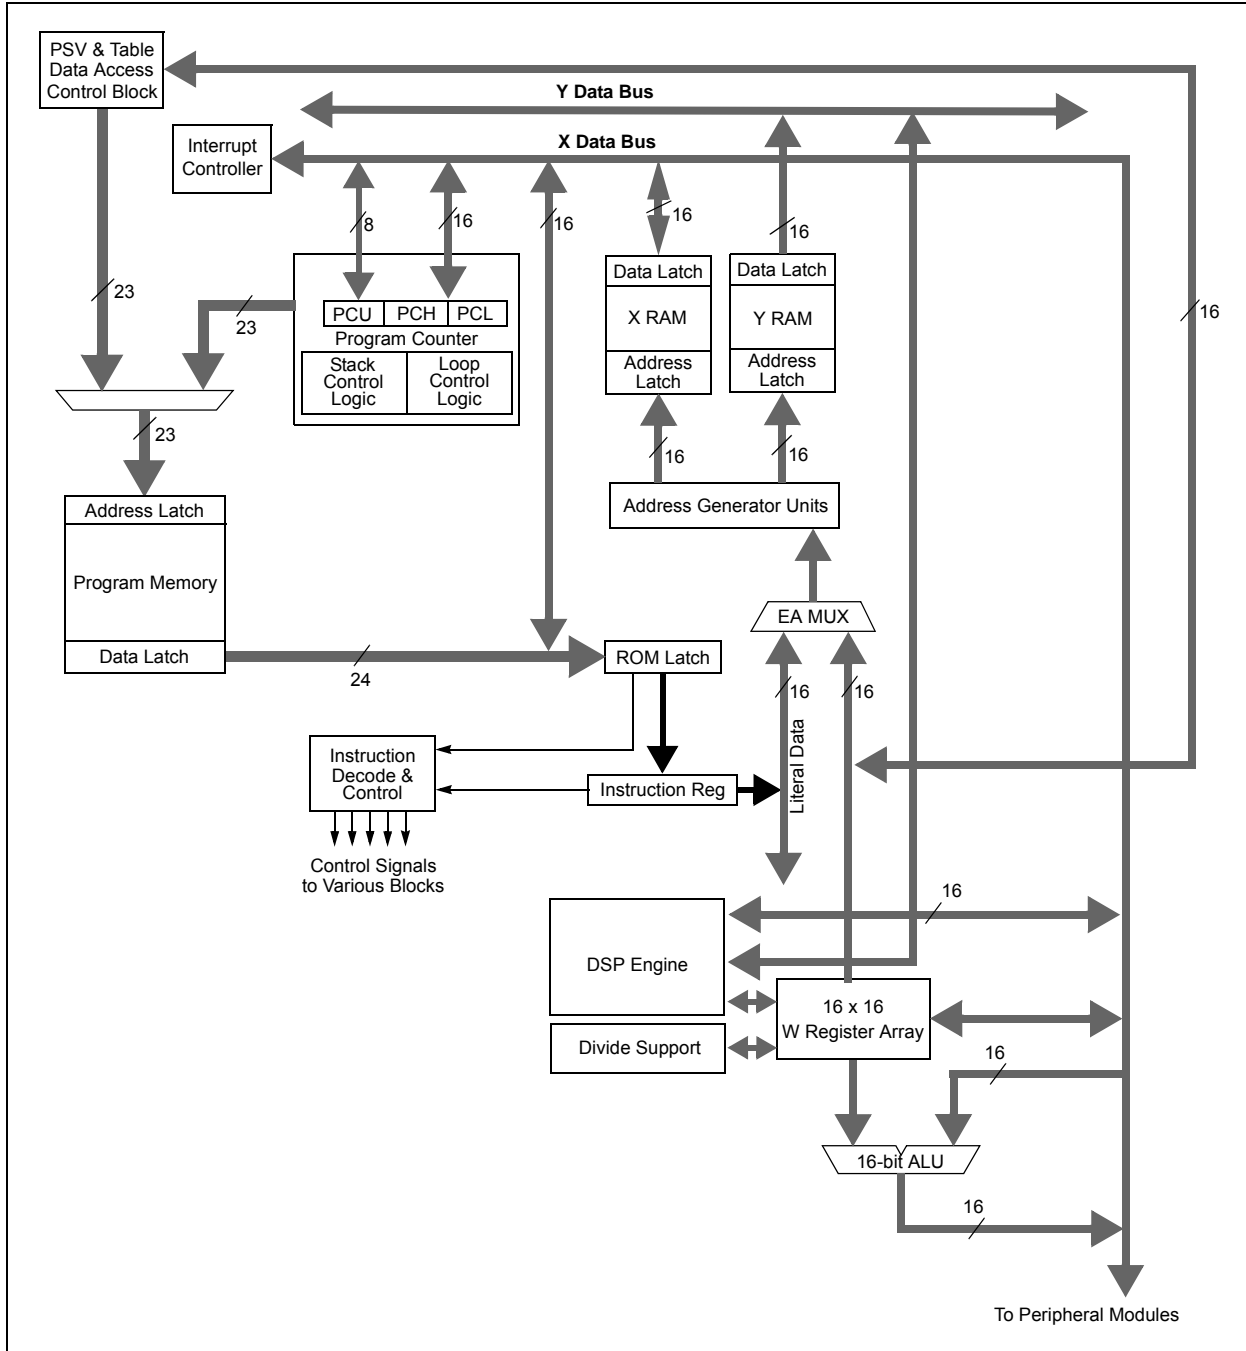 PSV & Table
Data Access
Control Block
Y Data Bus
X Data Bus
Interrupt
Controller
8
16
16
16
16
16
23
23
Data Latch
Data Latch
X RAM
Y RAM
Address
Latch
Address
Latch
PCU
PCH
PCL
Program Counter
Stack
Control
Logic
Loop
Control
Logic
23
16
16
Address Generator Units
Address Latch
Program Memory
Data Latch
24
EA MUX
ROM Latch
16
16
Literal Data
Instruction
Decode &
Control
Instruction Reg
Control Signals
to Various Blocks
16
DSP Engine
16 x 16
W Register Array
Divide Support
16
16-bit ALU
16
To Peripheral Modules